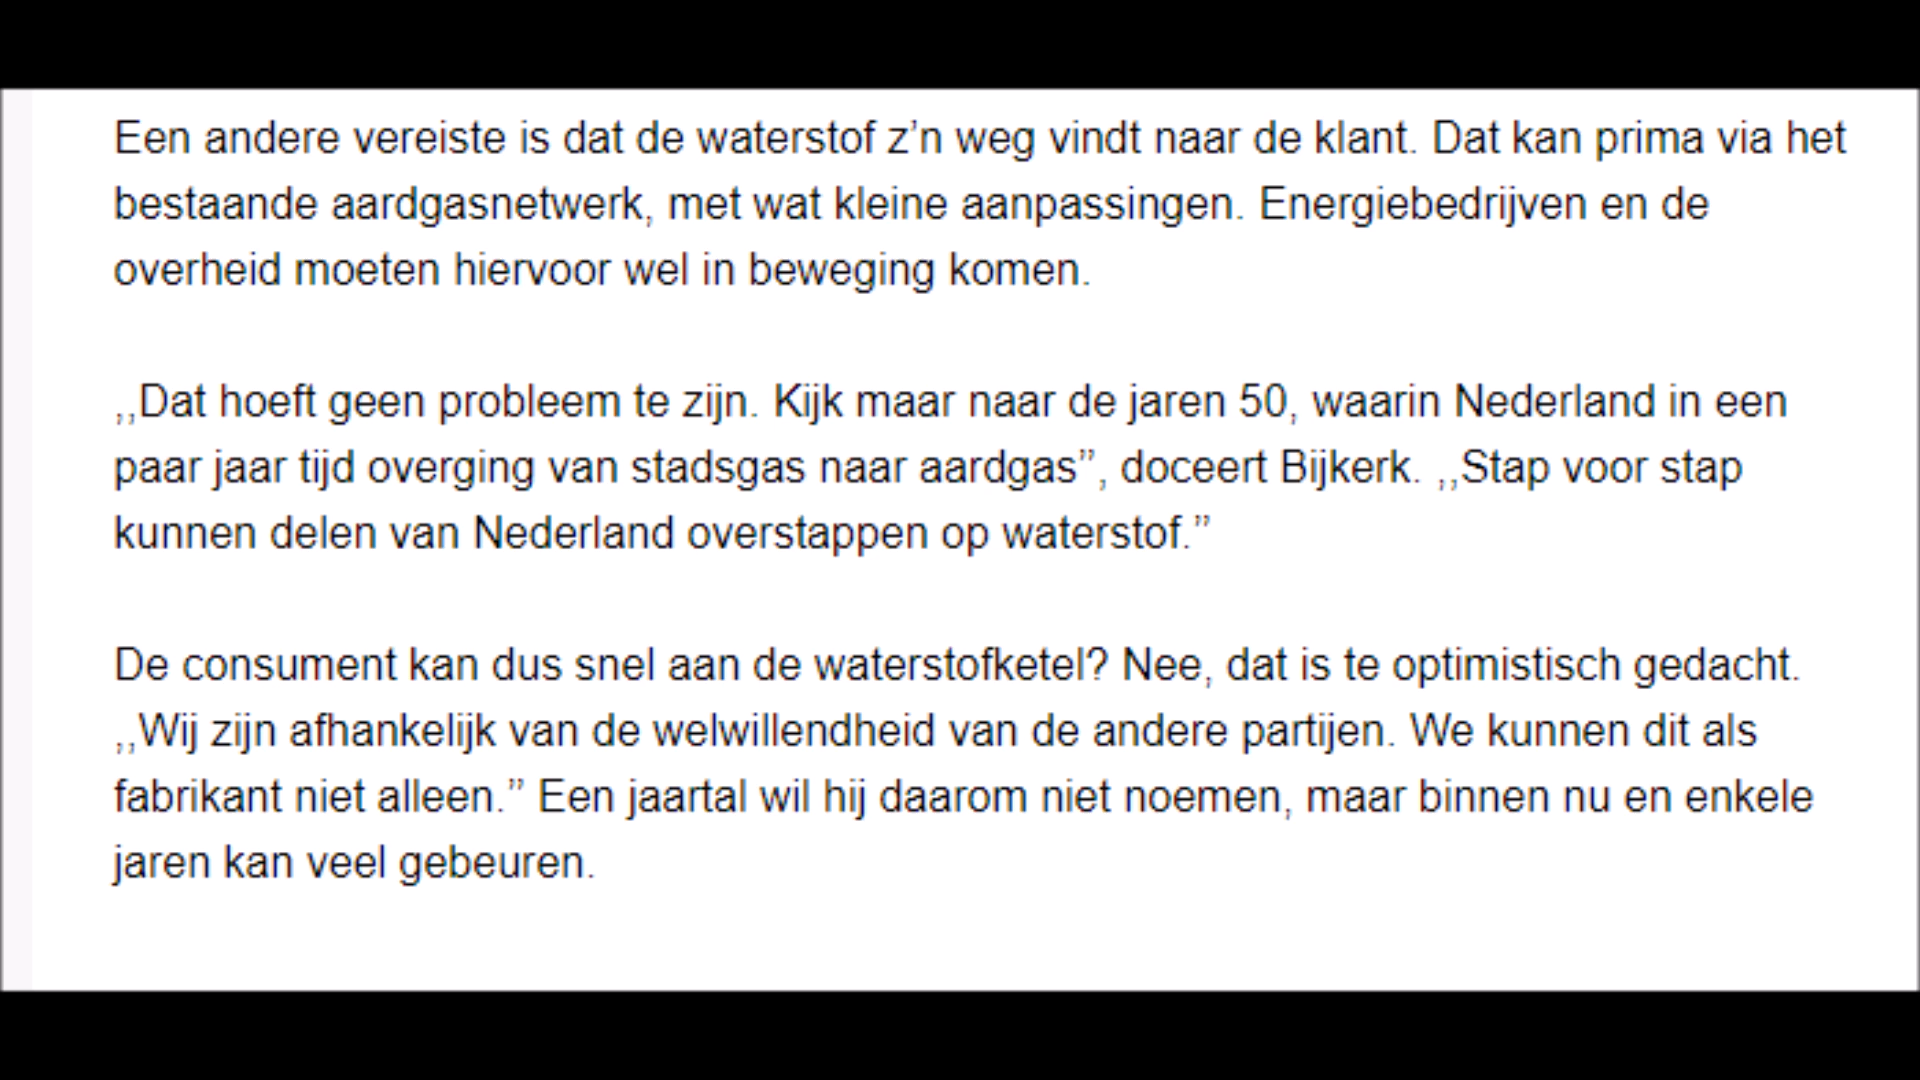 Een andere vereiste is dat de waterstof z’n weg vindt naar de klant. Dat kan prima via het
bestaande aardgasnetwerk, met wat kleine aanpassingen. Energiebedrijven en de
overheid moeten hiervoor wel in beweging komen.
,,Dat hoeft geen probleem te zijn. Kijk maar naar de jaren 50, waarin Nederland in een
paar jaar tijd overging van stadsgas naar aardgas”, doceert Bijkerk. ,,Stap voor stap
kunnen delen van Nederland overstappen op waterstof.”
De consument kan dus snel aan de waterstofketel? Nee, dat is te optimistisch gedacht.
,,Wij zijn afhankelijk van de welwillendheid van de andere partijen. We kunnen dit als
fabrikant niet alleen.” Een jaartal wil hij daarom niet noemen, maar binnen nu en enkele
jaren kan veel gebeuren.